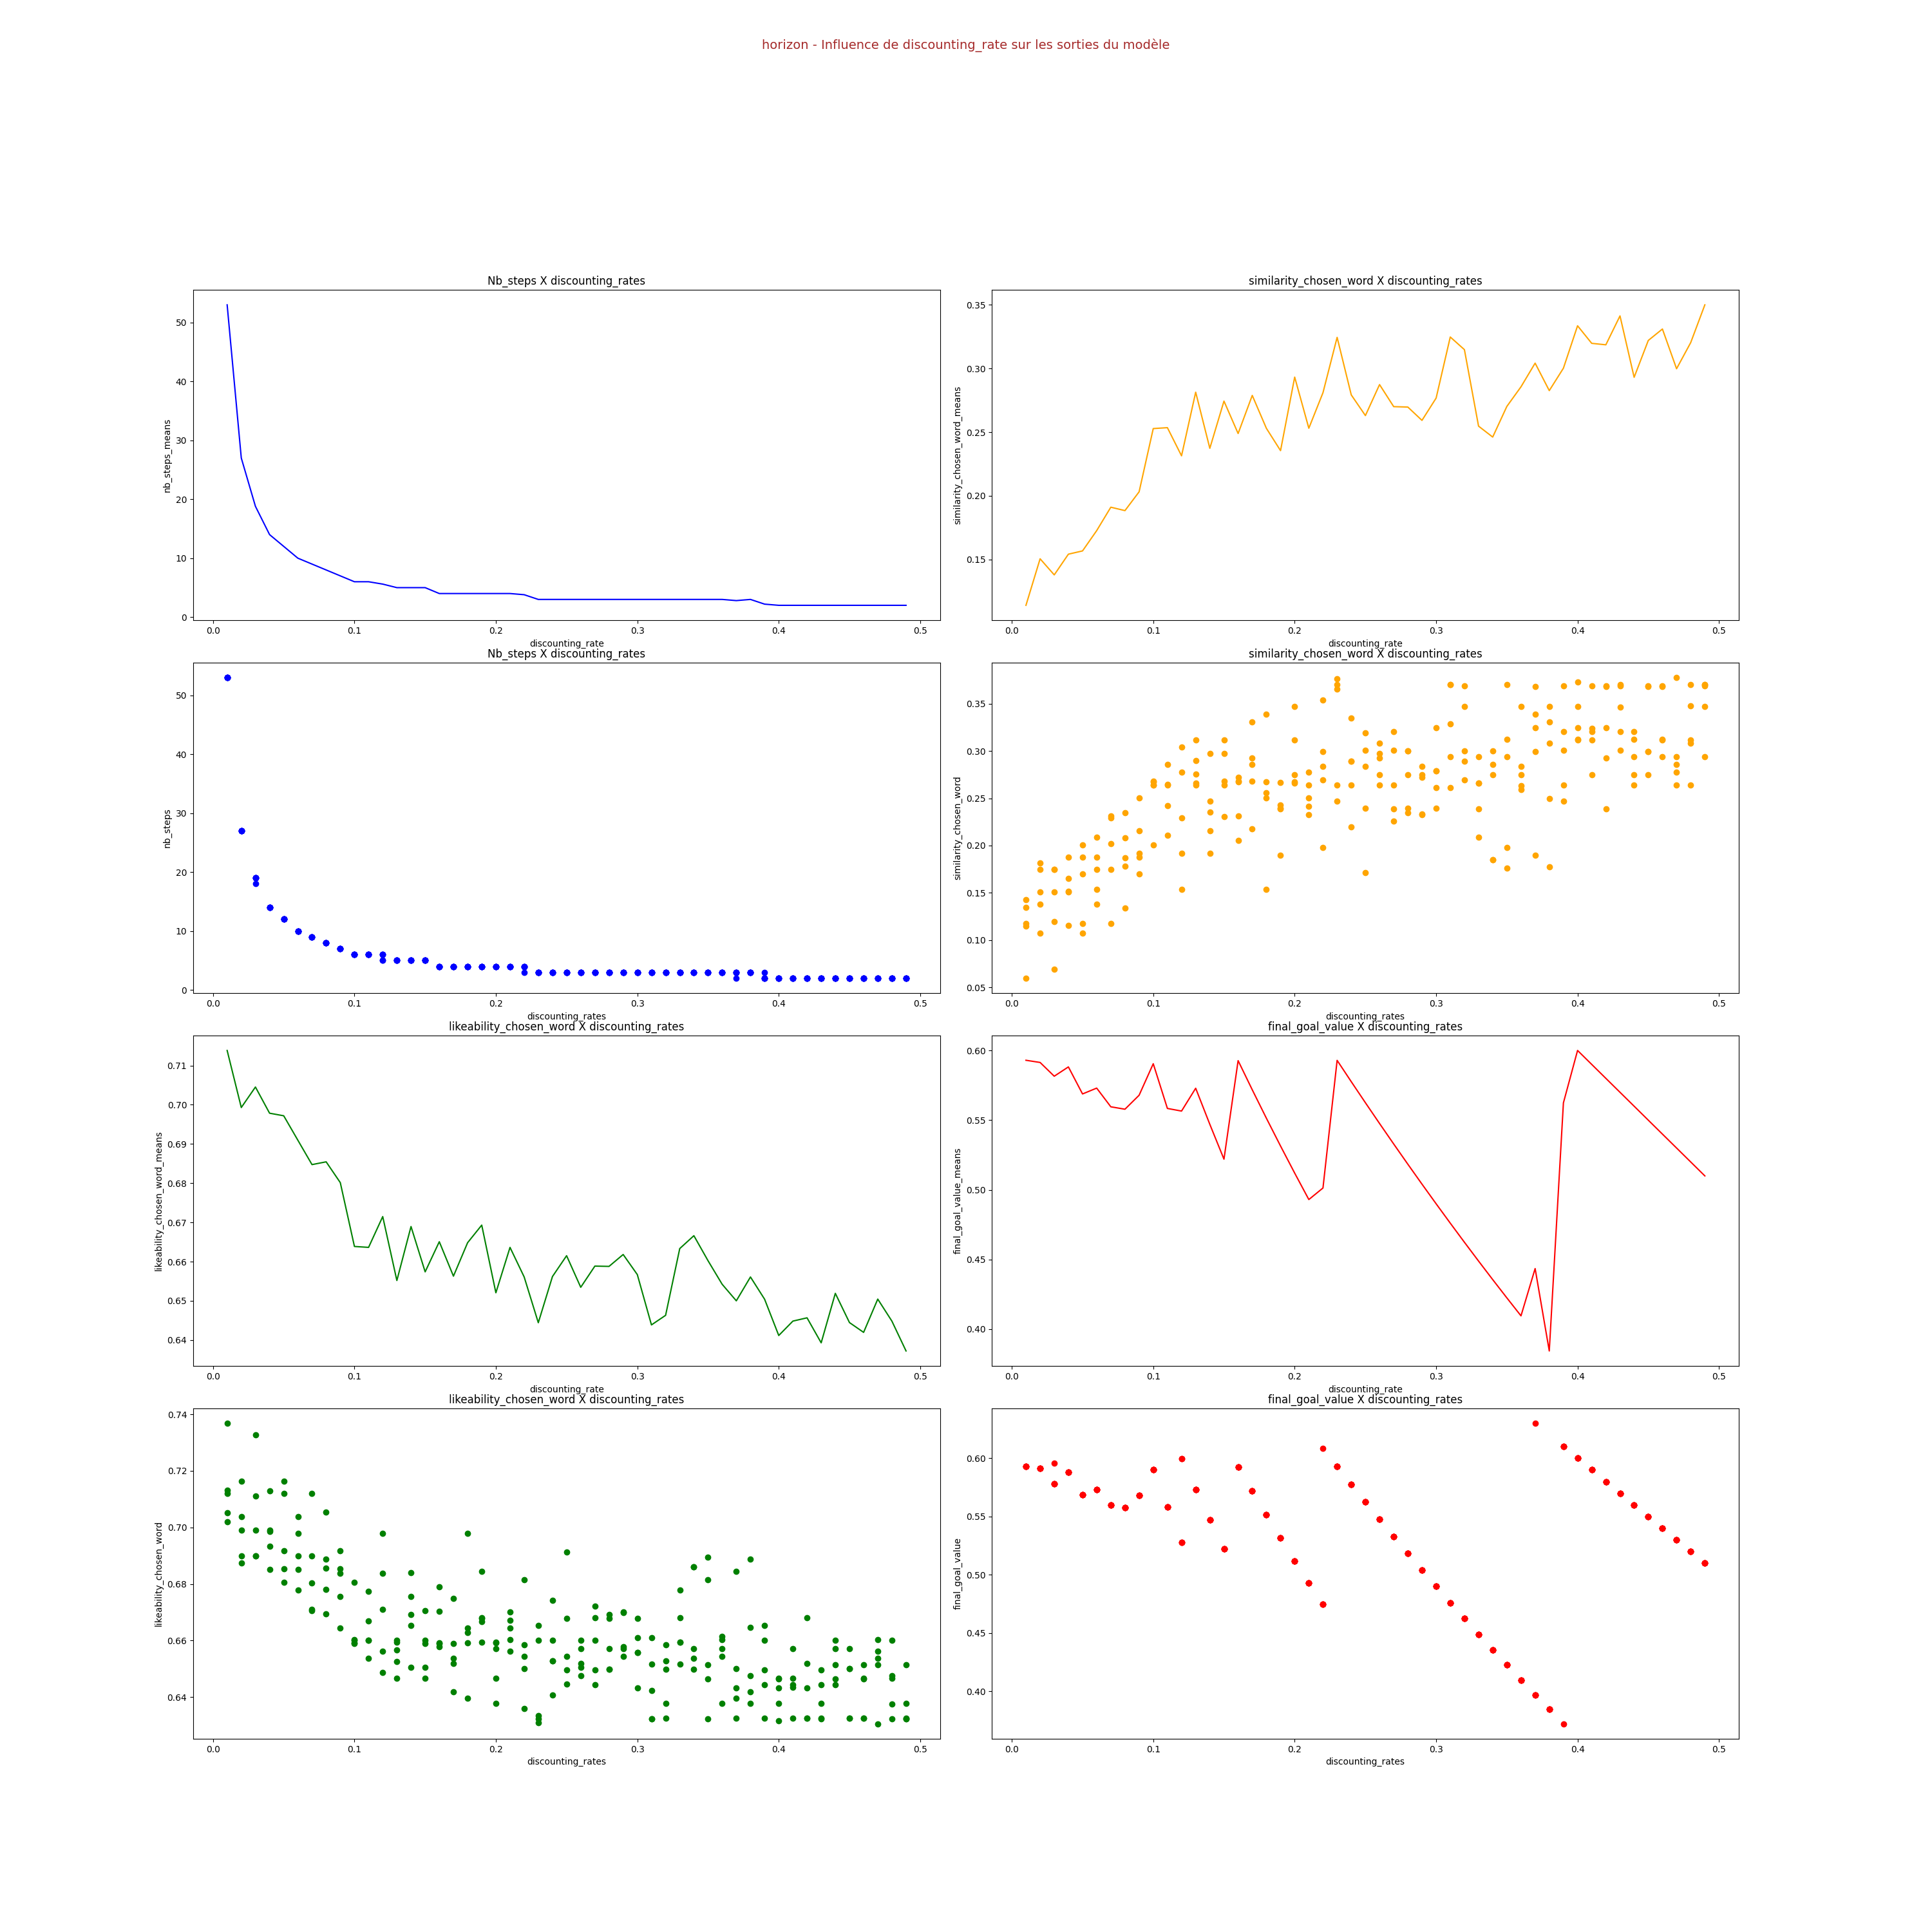 horizon - Influence de discounting_rate sur les sorties du modèle
Nb_steps X discounting_rates
nb_steps_means
50
40
30
20
10
0
0.0 0.1 0.2 0.3 0.4 0.5
discounting_rate
similarity_chosen_word X discounting_rates
similarity_chosen_word_means
0.35
0.30
0.25
0.20
0.15
0.0 0.1 0.2 0.3 0.4 0.5
discounting_rate
Nb_steps X discounting_rates
nb_steps
50
40
30
20
10
0
0.0 0.1 0.2 0.3 0.4 0.5
discounting_rates
similarity_chosen_word X discounting_rates
similarity_chosen_word
0.35
0.30
0.25
0.20
0.15
0.10
0.05
0.0 0.1 0.2 0.3 0.4 0.5
discounting_rates
likeability_chosen_word X discounting_rates
likeability_chosen_word_means
0.71
0.70
0.69
0.68
0.67
0.66
0.65
0.64
0.0 0.1 0.2 0.3 0.4 0.5
discounting_rate
final_goal_value X discounting_rates
final_goal_value_means
0.60
0.55
0.50
0.45
0.40
0.0 0.1 0.2 0.3 0.4 0.5
discounting_rate
likeability_chosen_word X discounting_rates
likeability_chosen_word
0.74
0.72
0.70
0.68
0.66
0.64
0.0 0.1 0.2 0.3 0.4 0.5
discounting_rates
final_goal_value X discounting_rates
final_goal_value
0.60
0.55
0.50
0.45
0.40
0.0 0.1 0.2 0.3 0.4 0.5
discounting_rates